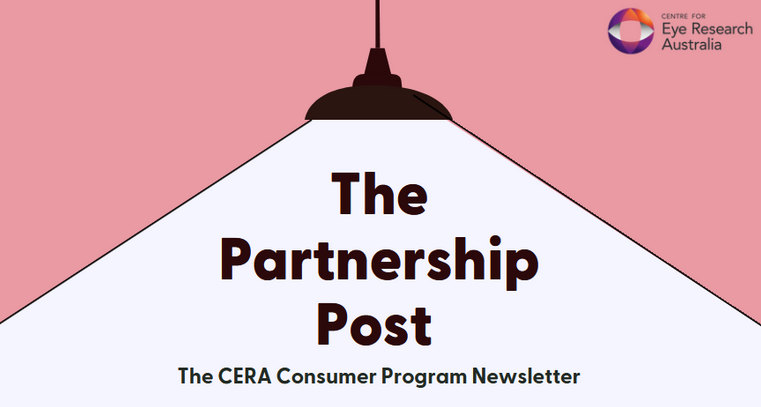 CENTRE FOR
Eye Research
Australia
The
Partnership
Post
The CERA Consumer Program Newsletter